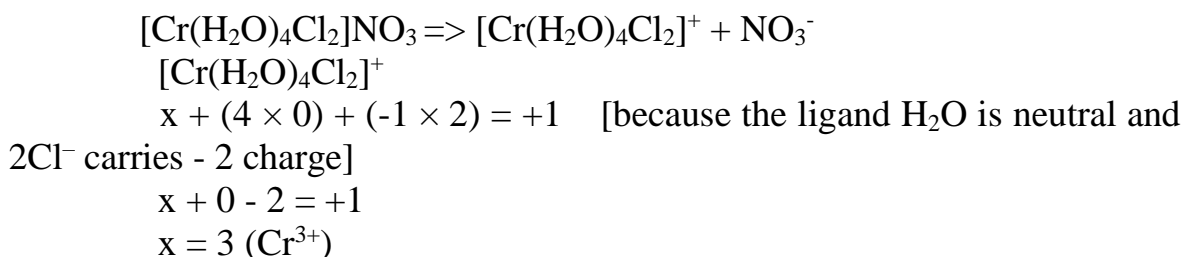 [Cr(H₂O)₄Cl₂]NO₃ => [Cr(H₂O)₄Cl₂]⁺ + NO₃⁻
[Cr(H₂O)₄Cl₂]⁺
x + (4 × 0) + (-1 × 2) = +1 [because the ligand H₂O is neutral and
2Cl⁻ carries - 2 charge]
x + 0 - 2 = +1
x = 3 (Cr³⁺)